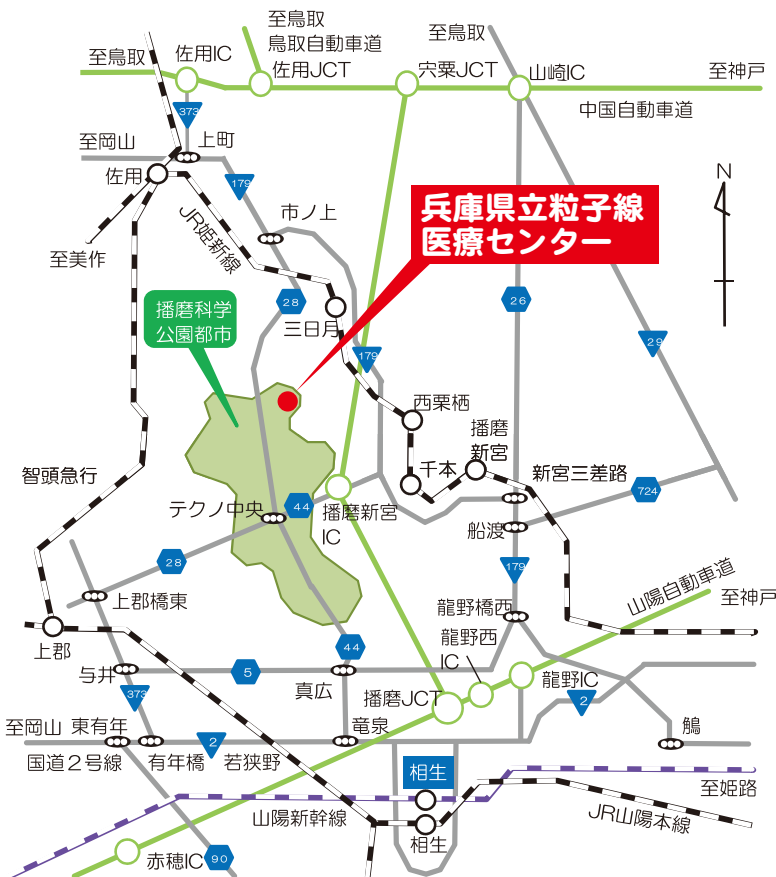 至鳥取
鳥取自動車道
至鳥取
至鳥取
佐用IC
佐用JCT
宍粟JCT
山崎IC
至神戸
中国自動車道
373
至岡山
上町
佐用
179
市ノ上
JR姫新線
至美作
兵庫県立粒子線
医療センター
N
28
26
三日月
播磨科学
公園都市
179
29
西栗栖
播磨
新宮
千本
新宮三差路
智頭急行
テクノ中央
44
播磨新宮
IC
724
船渡
28
179
上郡橋東
山陽自動車道
至神戸
龍野橋西
上郡
44
龍野西
IC
与井
5
真広
播磨JCT
龍野IC
373
2
至岡山
東有年
竜泉
鵤
国道2号線
有年橋
2
若狭野
相生
至姫路
山陽新幹線
相生
JR山陽本線
赤穂IC
90